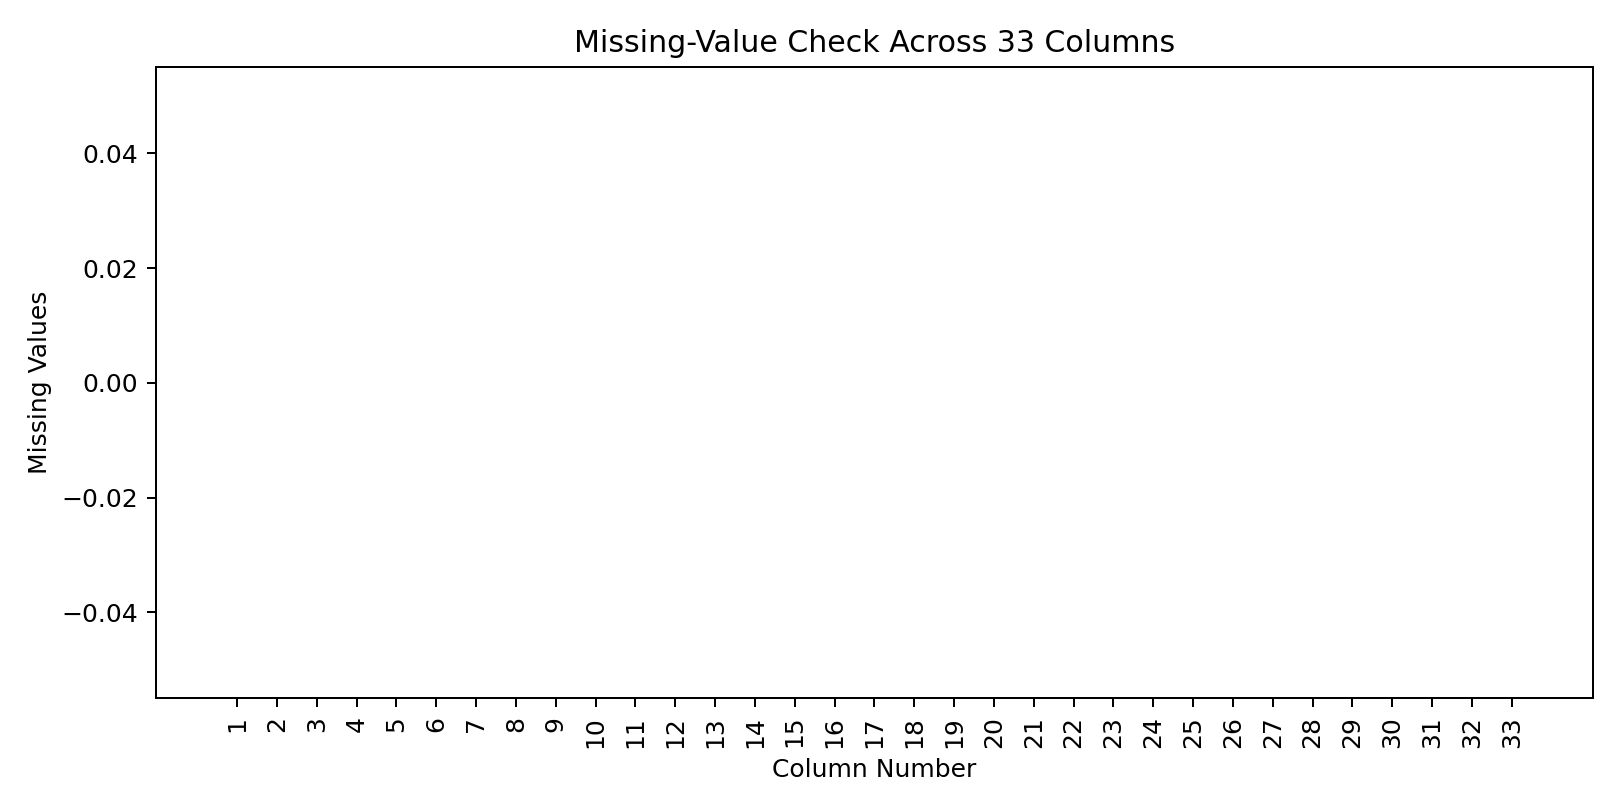 Missing-Value Check Across 33 Columns
Missing Values
0.04
0.02
0.00
−0.02
−0.04
1 2 3 4 5 6 7 8 9 10 11 12 13 14 15 16 17 18 19 20 21 22 23 24 25 26 27 28 29 30 31 32 33
Column Number